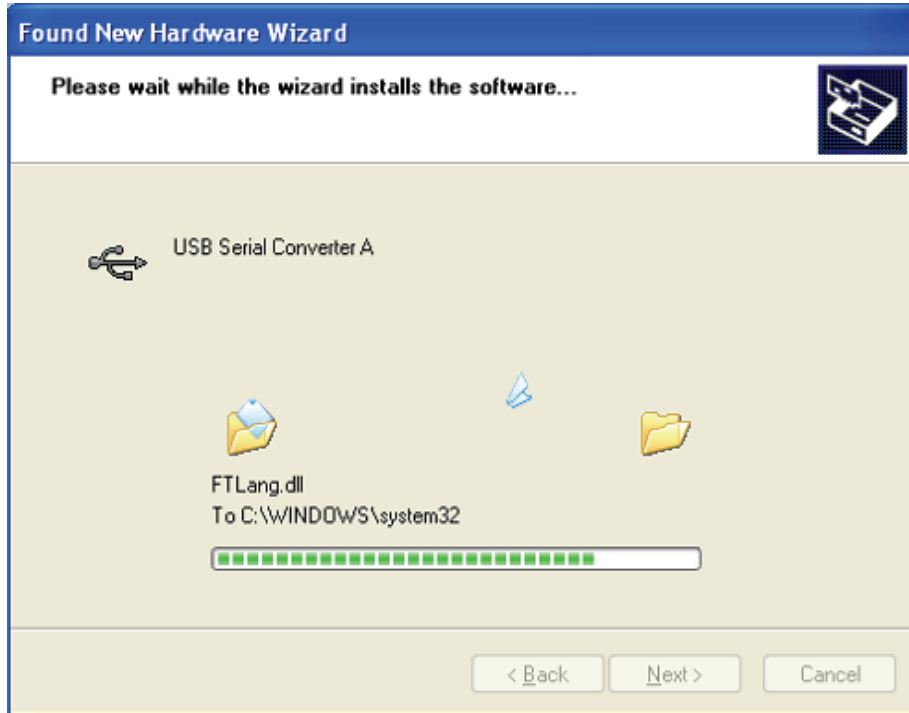 Found New Hardware Wizard
Please wait while the wizard installs the software...
USB Serial Converter A
FTLang.dll
To C:\WINDOWS\system32
< Back Next > Cancel